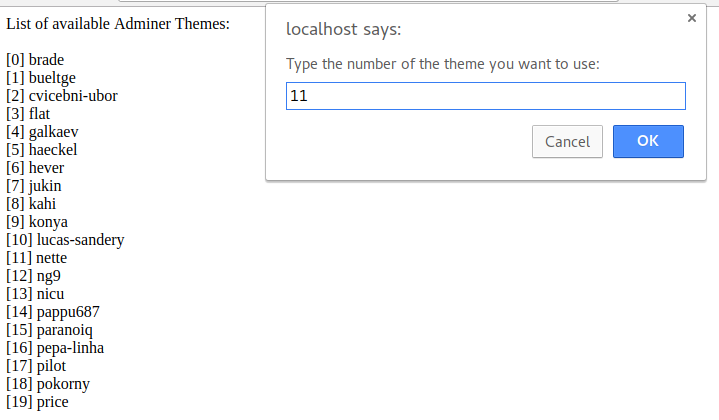 List of available Adminer Themes:
[0] brade
[1] bueltge
[2] cvicebni-ubor
[3] flat
[4] galkaev
[5] haeckel
[6] hever
[7] jukin
[8] kahi
[9] konya
[10] lucas-sandery
[11] nette
[12] ng9
[13] nicu
[14] pappu687
[15] paranoiq
[16] pepa-linha
[17] pilot
[18] pokorny
[19] price
localhost says:
Type the number of the theme you want to use:
11
Cancel OK